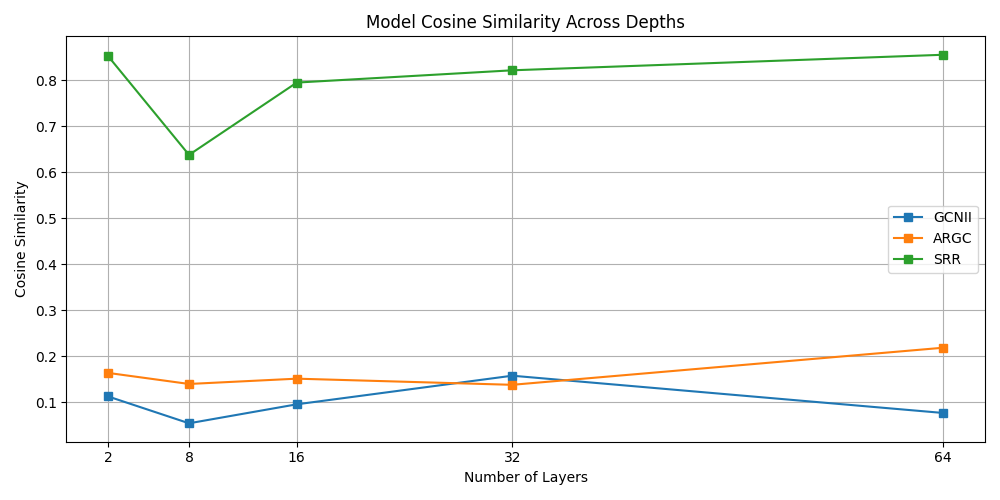 Model Cosine Similarity Across Depths
Cosine Similarity
0.8
0.7
0.6
0.5
0.4
0.3
0.2
0.1
GCNII
ARGC
SRR
2 8 16 32 64
Number of Layers